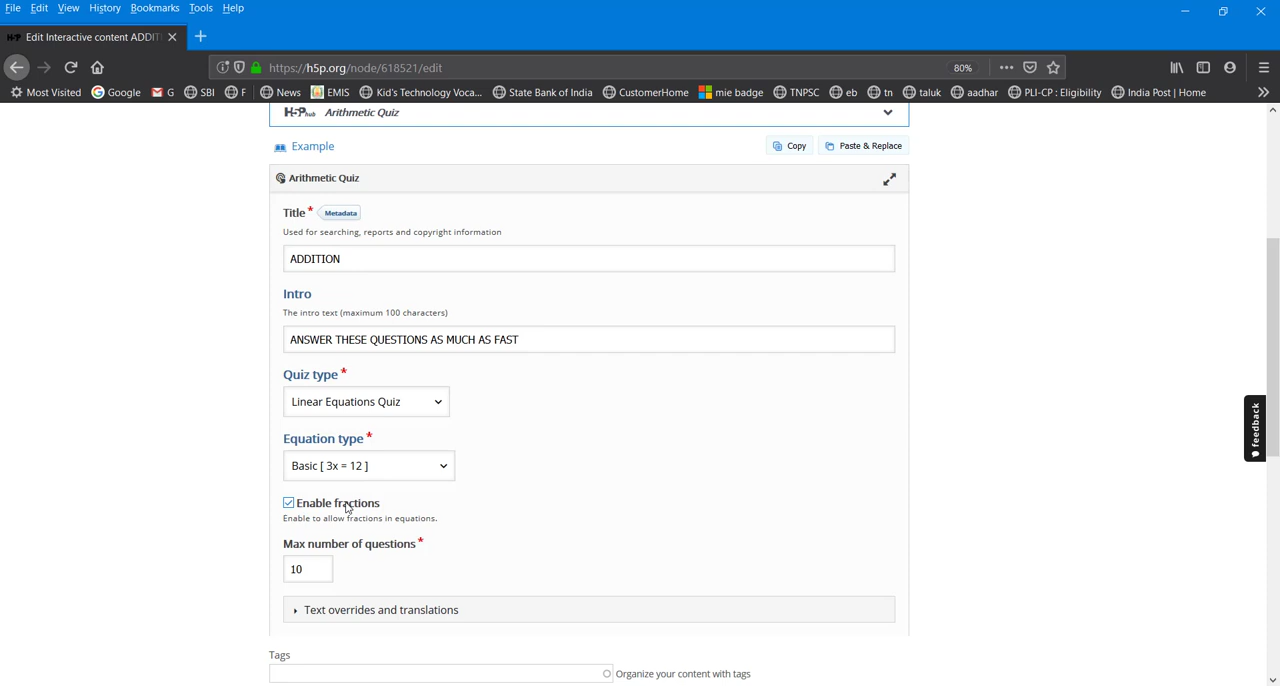 File Edit View History Bookmarks Tools Help
H5P Edit Interactive content ADDIT
https://h5p.org/node/618521/edit 80%
Most Visited Google G SBI F News EMIS Kid's Technology Voca... State Bank of India CustomerHome mie badge TNPSC eb tn taluk aadhar PLI-CP : Eligibility India Post | Home
H5P hub Arithmetic Quiz
Example Copy Paste & Replace
Arithmetic Quiz
Title * Metadata
Used for searching, reports and copyright information
ADDITION
Intro
The intro text (maximum 100 characters)
ANSWER THESE QUESTIONS AS MUCH AS FAST
Quiz type *
Linear Equations Quiz
Equation type *
Basic [ 3x = 12 ]
Enable fractions
Enable to allow fractions in equations.
Max number of questions *
10
Text overrides and translations
Tags
Organize your content with tags
feedback